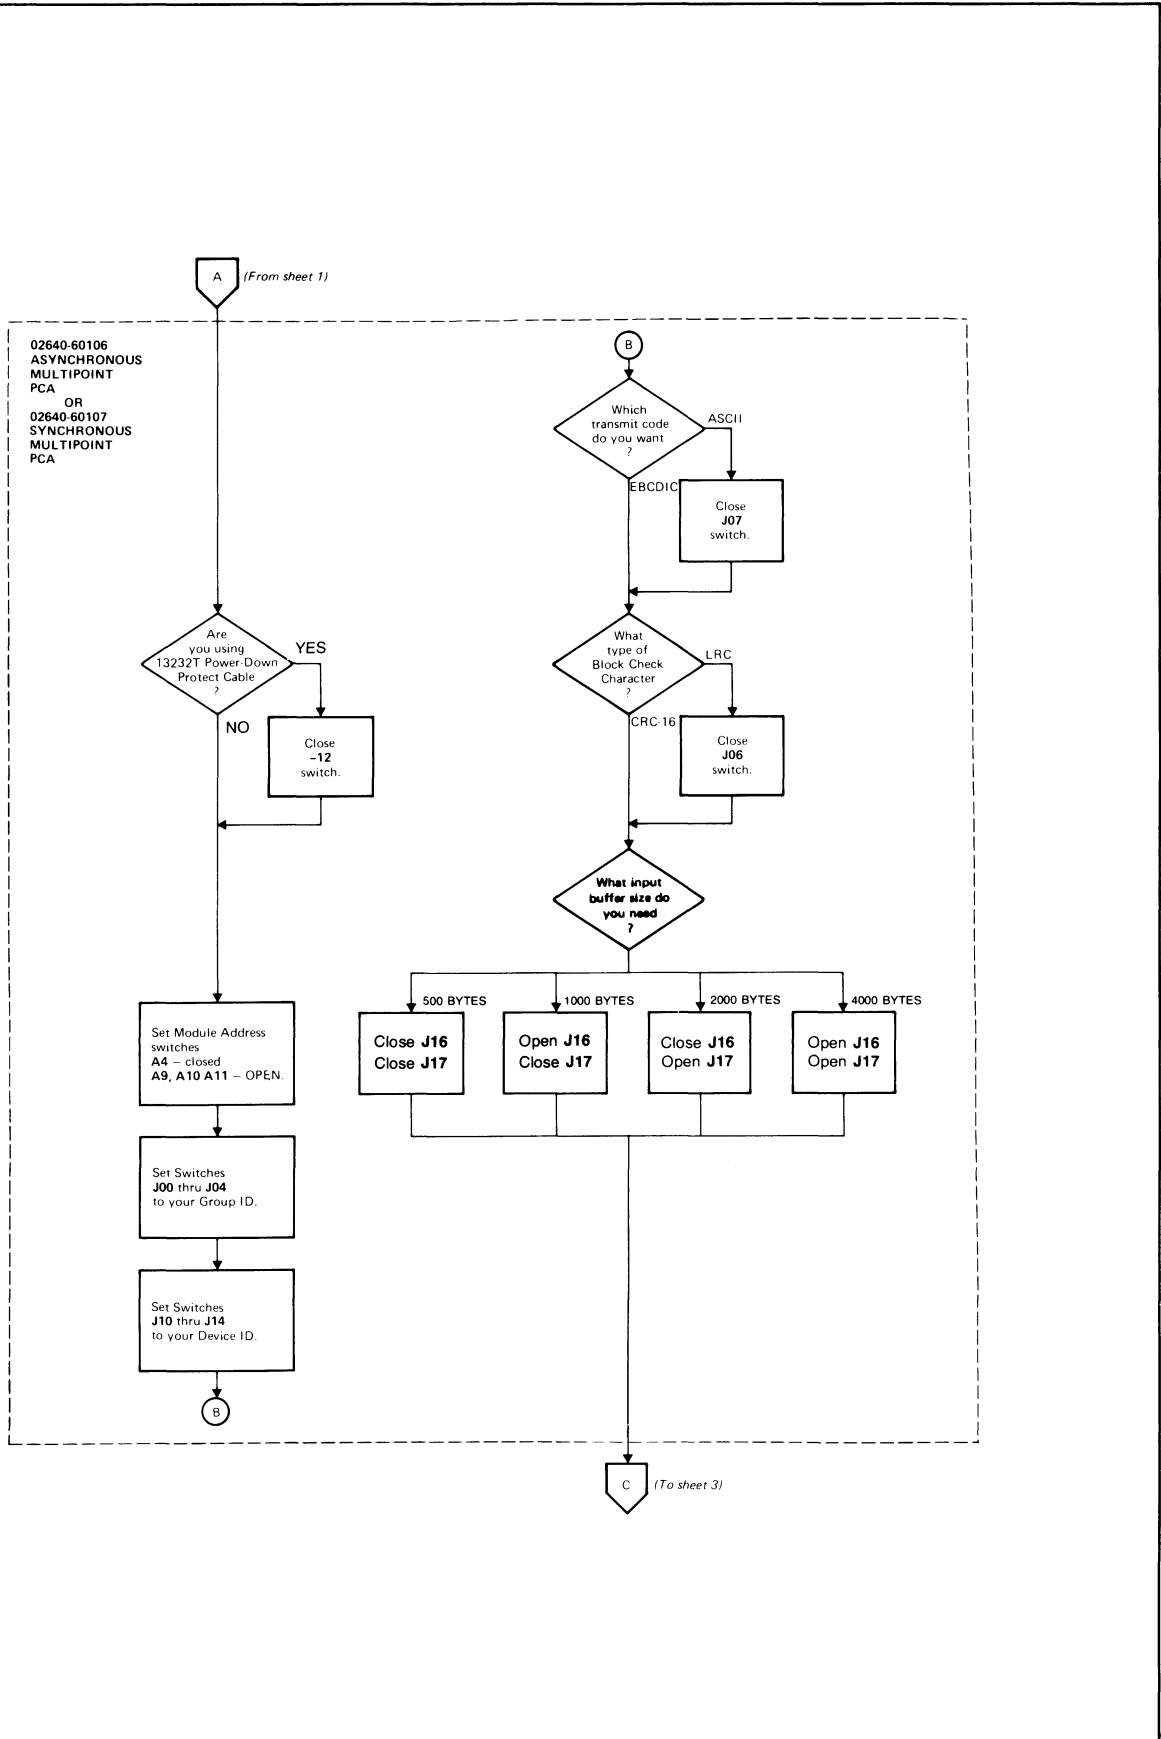 A (From sheet 1)
02640-60106
ASYNCHRONOUS
MULTIPOINT
PCA
OR
02640-60107
SYNCHRONOUS
MULTIPOINT
PCA
Are
you using
13232T Power-Down
Protect Cable
?
YES
NO
Close
-12
switch.
Set Module Address
switches
A4 – closed
A9, A10 A11 – OPEN.
Set Switches
J00 thru J04
to your Group ID.
Set Switches
J10 thru J14
to your Device ID.
B
B
Which
transmit code
do you want
?
ASCII
EBCDIC
Close
J07
switch.
What
type of
Block Check
Character
?
LRC
CRC-16
Close
J06
switch.
What input
buffer size do
you need
?
500 BYTES
Close J16
Close J17
1000 BYTES
Open J16
Close J17
2000 BYTES
Close J16
Open J17
4000 BYTES
Open J16
Open J17
C (To sheet 3)